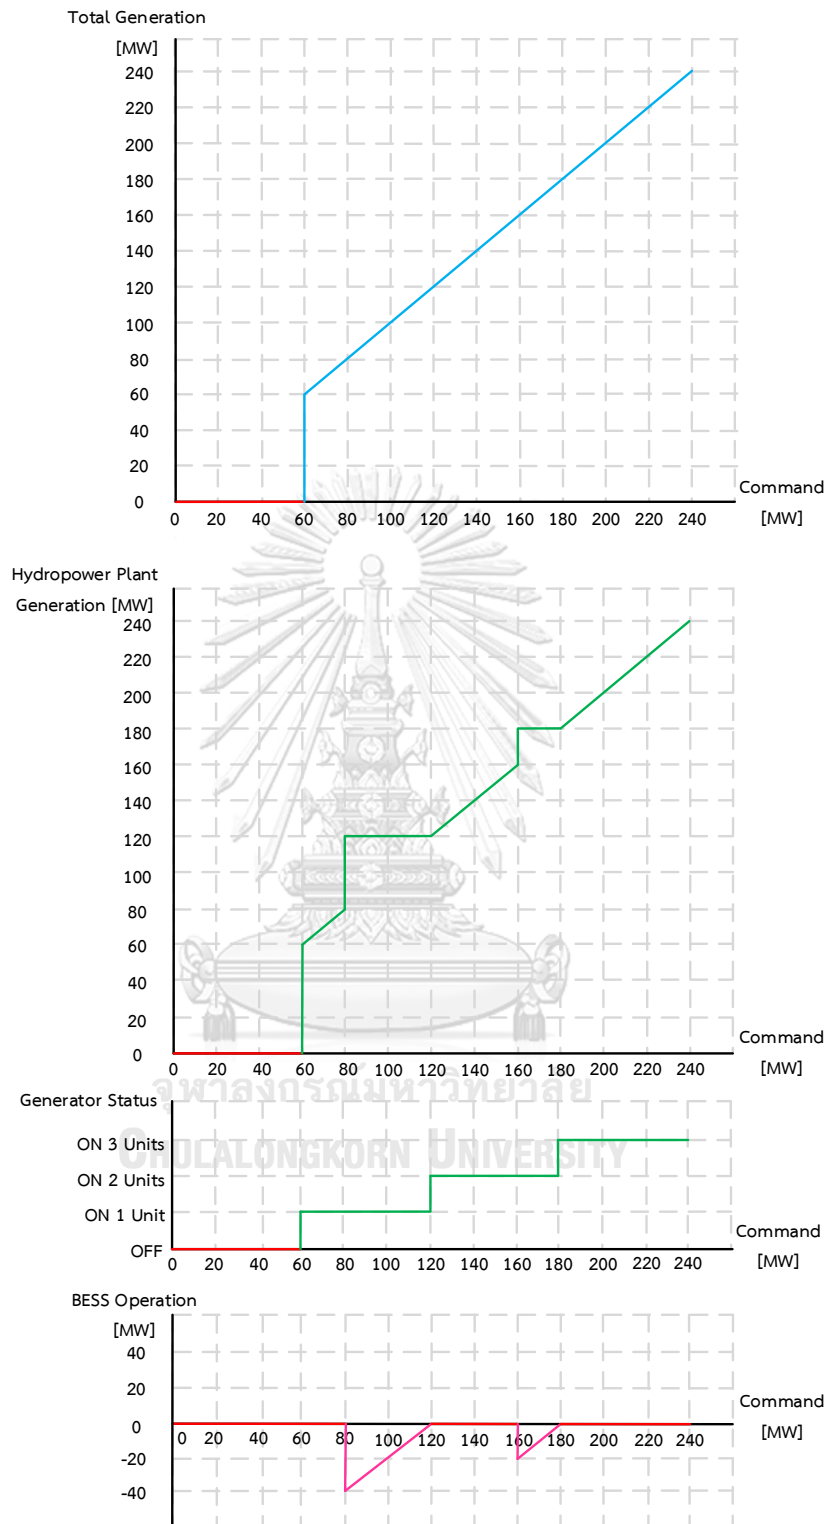 Total Generation
[MW]
240
220
200
180
160
140
120
100
80
60
40
20
0
Command
0 20 40 60 80 100 120 140 160 180 200 220 240 [MW]
Hydropower Plant
Generation [MW]
240
220
200
180
160
140
120
100
80
60
40
20
0
Command
0 20 40 60 80 100 120 140 160 180 200 220 240 [MW]
จุฬาลงกรณ์มหาวิทยาลัย
CHULALONGKORN UNIVERSITY
Generator Status
ON 3 Units
ON 2 Units
ON 1 Unit
OFF
Command
0 20 40 60 80 100 120 140 160 180 200 220 240 [MW]
BESS Operation
[MW]
40
20
0
Command
0 20 40 60 80 100 120 140 160 180 200 220 240 [MW]
-20
-40